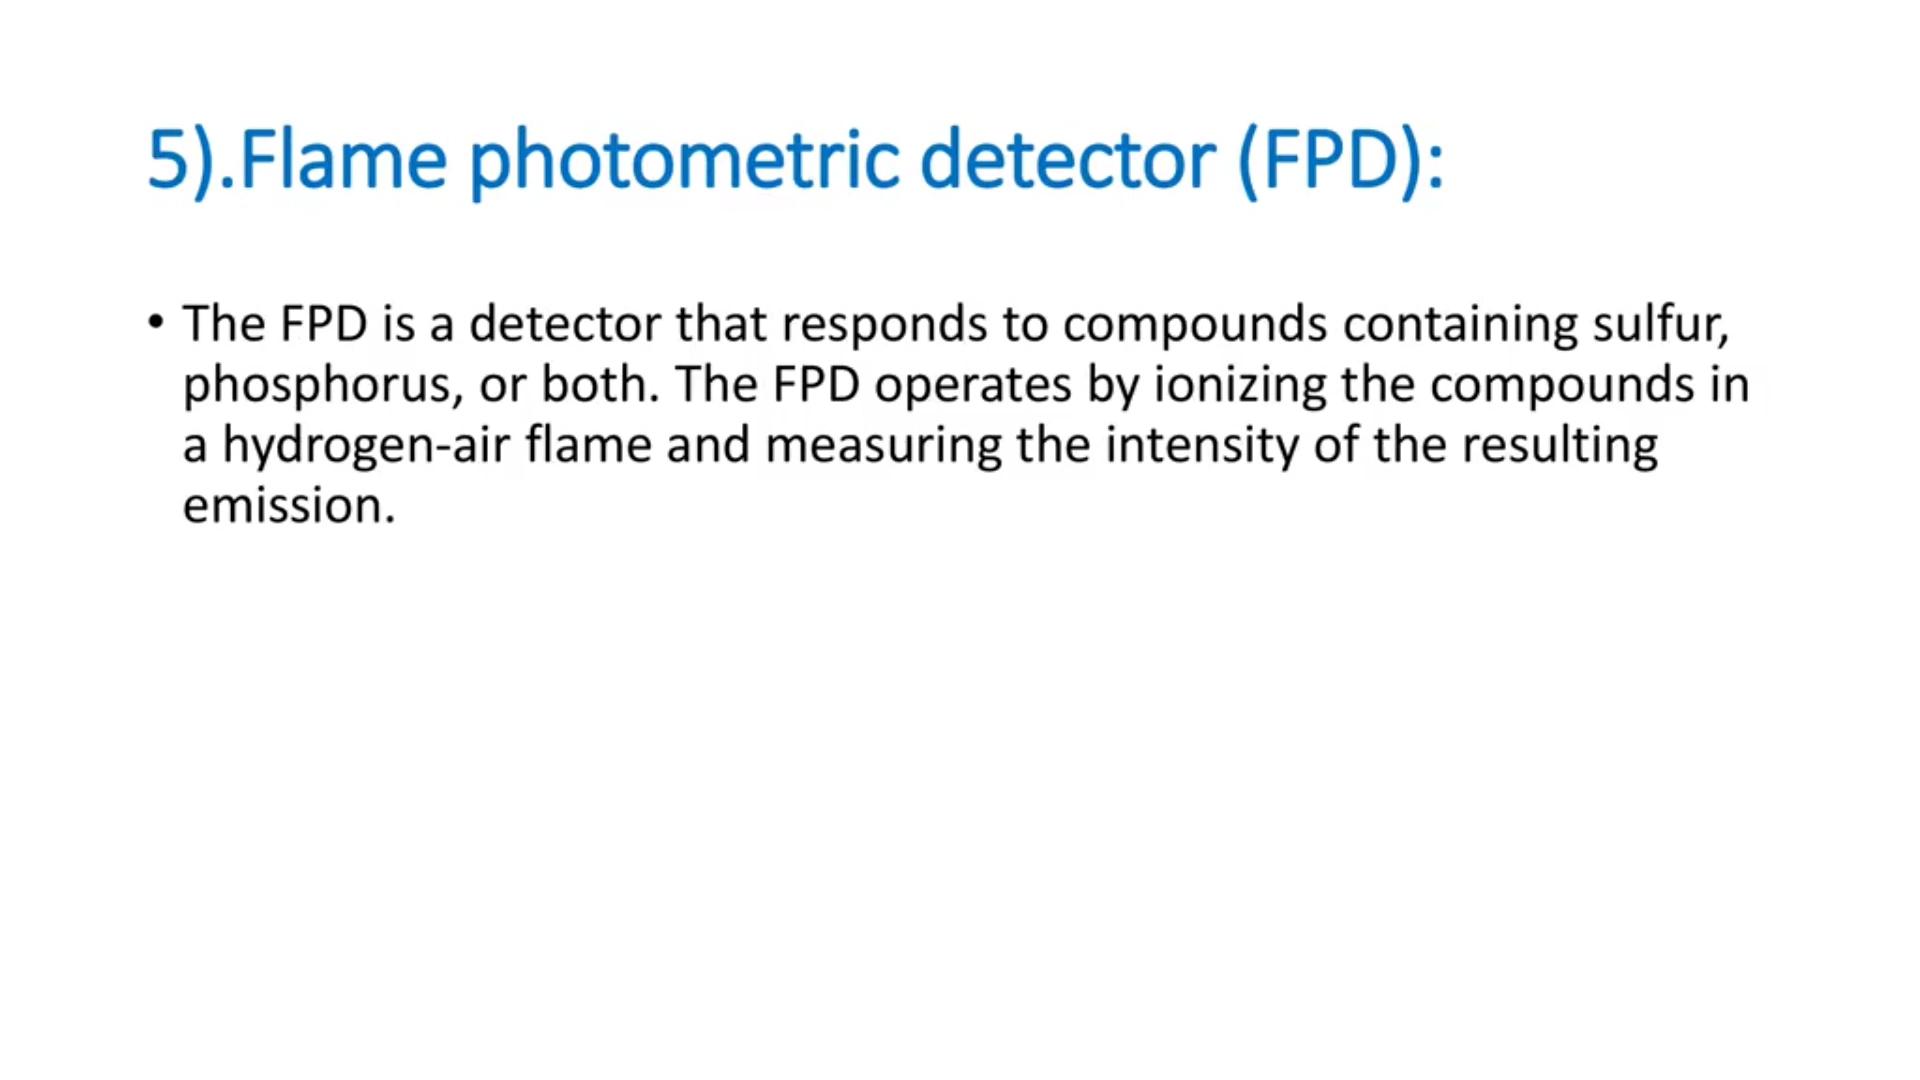 5).Flame photometric detector (FPD):
• The FPD is a detector that responds to compounds containing sulfur,
phosphorus, or both. The FPD operates by ionizing the compounds in
a hydrogen-air flame and measuring the intensity of the resulting
emission.